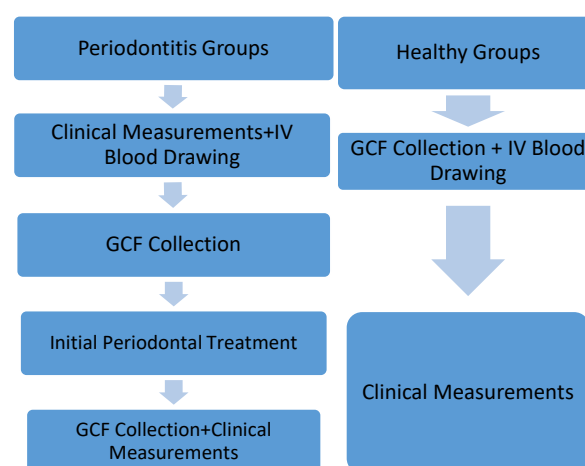 Periodontitis Groups
Clinical Measurements+IV
Blood Drawing
GCF Collection
Initial Periodontal Treatment
GCF Collection+Clinical
Measurements
Healthy Groups
GCF Collection + IV Blood
Drawing
Clinical Measurements